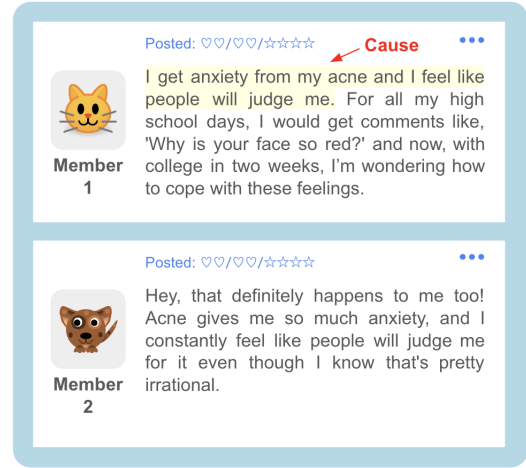 Posted: ♡♡/♡♡/☆☆☆☆
Cause
I get anxiety from my acne and I feel like
people will judge me. For all my high
school days, I would get comments like,
'Why is your face so red?' and now, with
college in two weeks, I'm wondering how
to cope with these feelings.
Member
1
Posted: ♡♡/♡♡/☆☆☆☆
Hey, that definitely happens to me too!
Acne gives me so much anxiety, and I
constantly feel like people will judge me
for it even though I know that's pretty
irrational.
Member
2